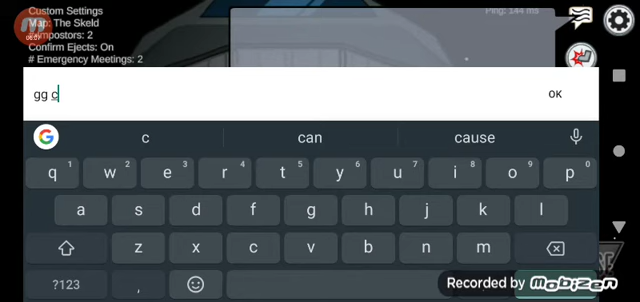 Custom Settings
Map: The Skeld
Impostors: 2
Confirm Ejects: On
# Emergency Meetings: 2
Ping: 144 ms
gg c
OK
G
c can cause
q 1 w 2 e 3 r 4 t 5 y 6 u 7 i 8 o 9 p 0
a s d f g h j k l
z x c v b n m
?123 ,
Recorded by Mobizen